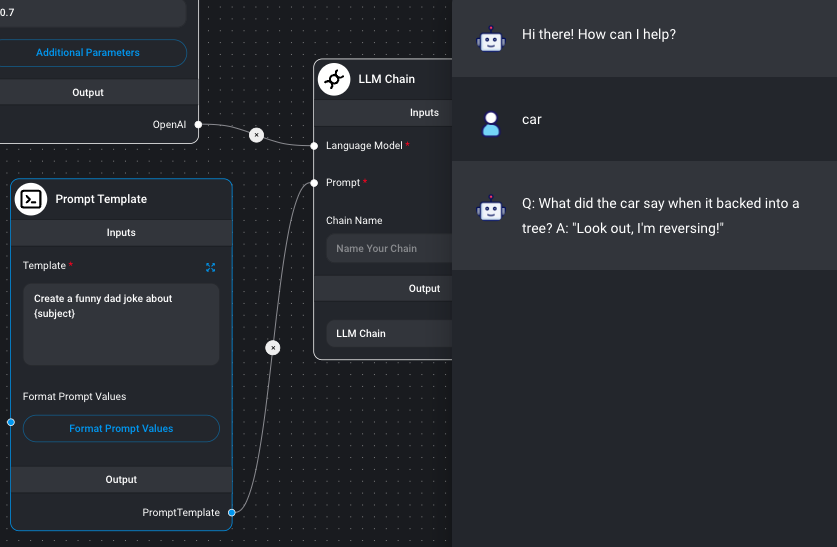 0.7
Additional Parameters
Output
OpenAI
Prompt Template
Inputs
Template *
Create a funny dad joke about
{subject}
Format Prompt Values
Format Prompt Values
Output
PromptTemplate
LLM Chain
Inputs
Language Model *
Prompt *
Chain Name
Name Your Chain
Output
LLM Chain
Hi there! How can I help?
car
Q: What did the car say when it backed into a
tree? A: "Look out, I'm reversing!"